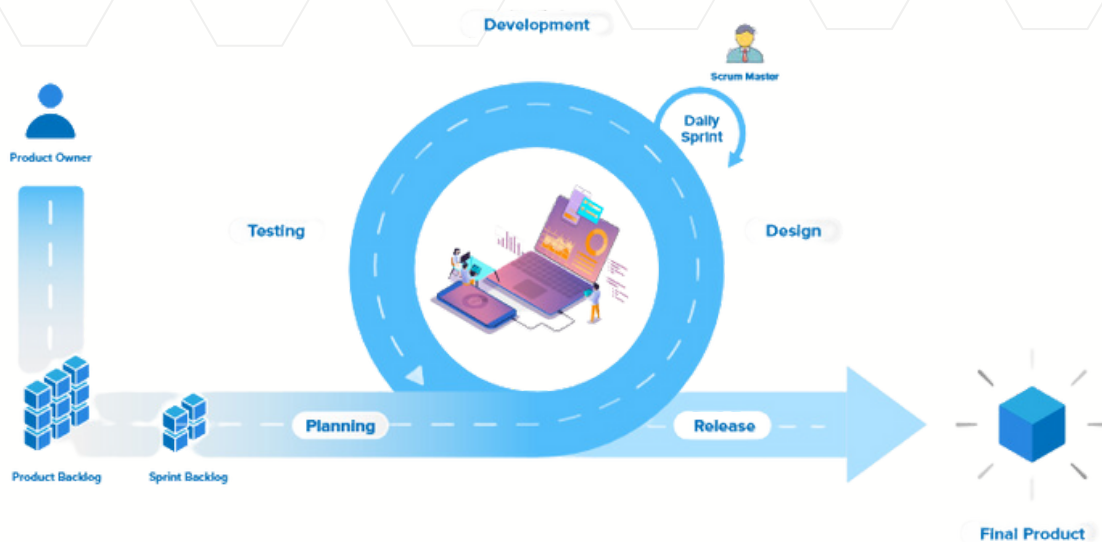 Development
Scrum Master
Daily
Sprint
Product Owner
Testing
Design
Planning
Release
Product Backlog
Sprint Backlog
Final Product